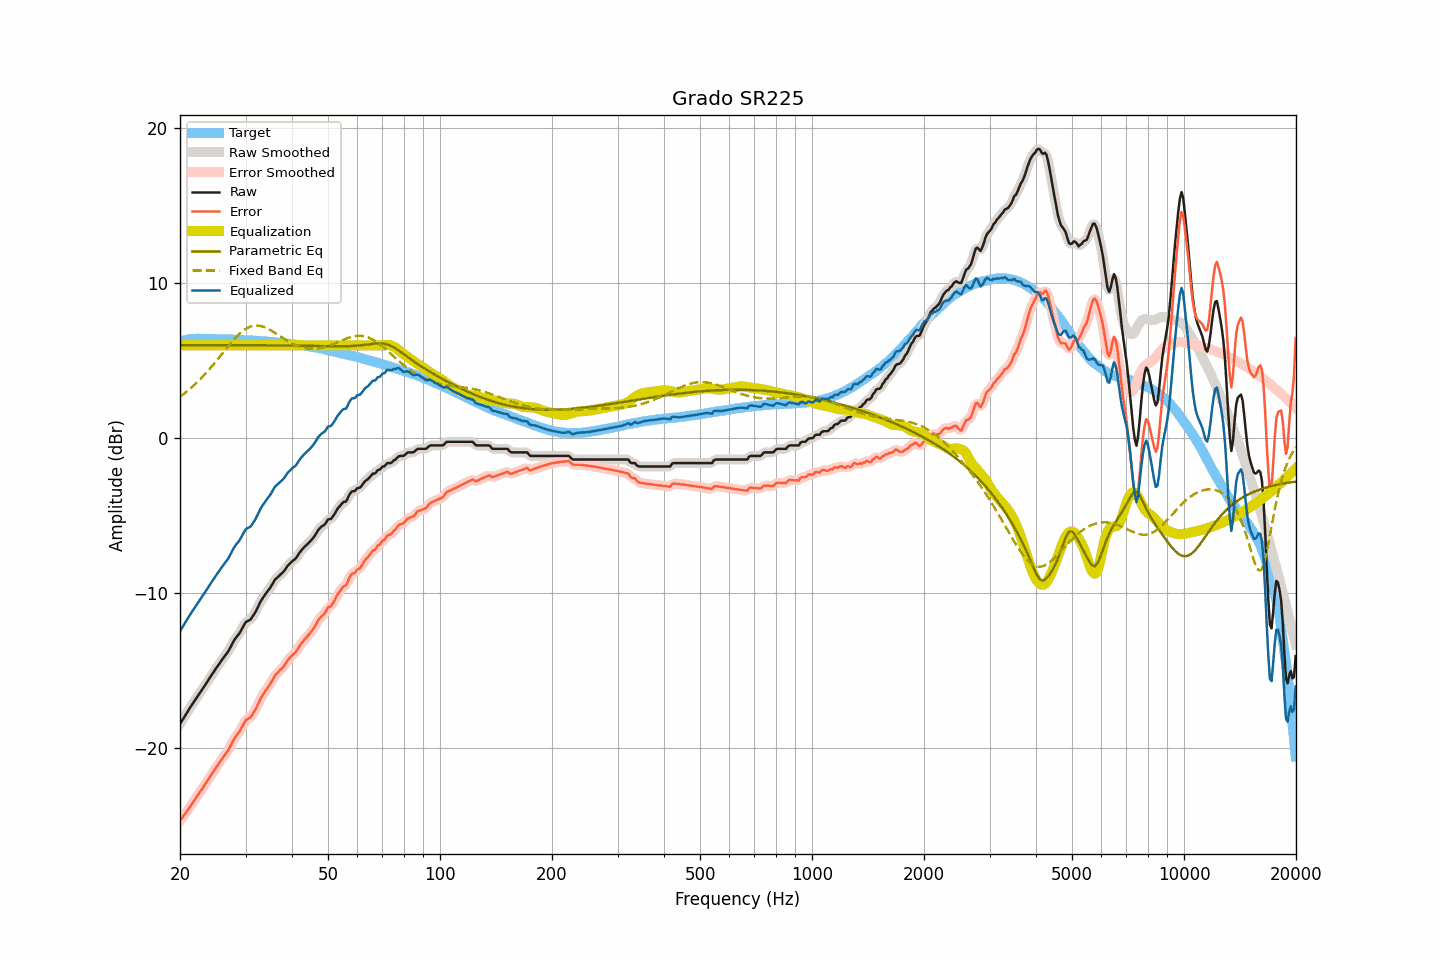 Grado SR225
Target
Raw Smoothed
Error Smoothed
Raw
Error
Equalization
Parametric Eq
Fixed Band Eq
Equalized
20
10
0
−10
−20
Amplitude (dBr)
20 50 100 200 500 1000 2000 5000 10000 20000
Frequency (Hz)